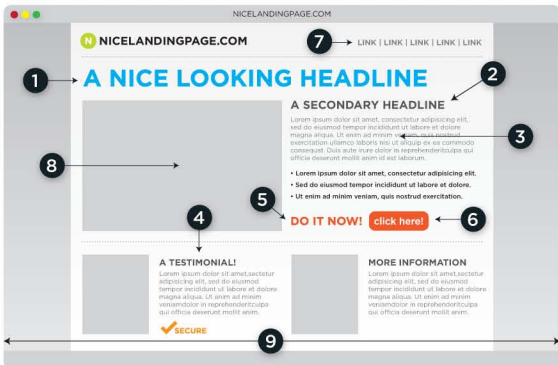 NICELANDINGPAGE.COM
N NICELANDINGPAGE.COM
7
LINK | LINK | LINK | LINK | LINK
1
A NICE LOOKING HEADLINE
2
A SECONDARY HEADLINE
Lorem ipsum dolor sit amet, consectetur adipisicing elit,
sed do eiusmod tempor incididunt ut labore et dolore
magna aliqua. Ut enim ad minim veniam, quis nostrud
exercitation ullamco laboris nisi ut aliquip ex ea commodo
consequat. Duis aute irure dolor in reprehenderitculpa qui
officia deserunt mollit anim id est laborum.
3
8
• Lorem ipsum dolor sit amet, consectetur adipisicing elit.
• Sed do eiusmod tempor incididunt ut labore et dolore.
• Ut enim ad minim veniam, quis nostrud exercitation.
5
DO IT NOW!
click here!
6
4
A TESTIMONIAL!
Lorem ipsum dolor sit amet,sectetur
adipisicing elit, sed do eiusmod
tempor incididunt ut labore et dolore
magna aliqua. Ut anim ad minim
veniamdolor in reprehenderitculpa
qui officia deserunt mollit anim.
SECURE
MORE INFORMATION
Lorem ipsum dolor sit amet,sectetur
adipisicing elit, sed do eiusmod
tempor incididunt ut labore et dolore
magna aliqua. Ut enim ad minim
veniamdolor in reprehenderitculpa
qui officia deserunt mollit enim.
9